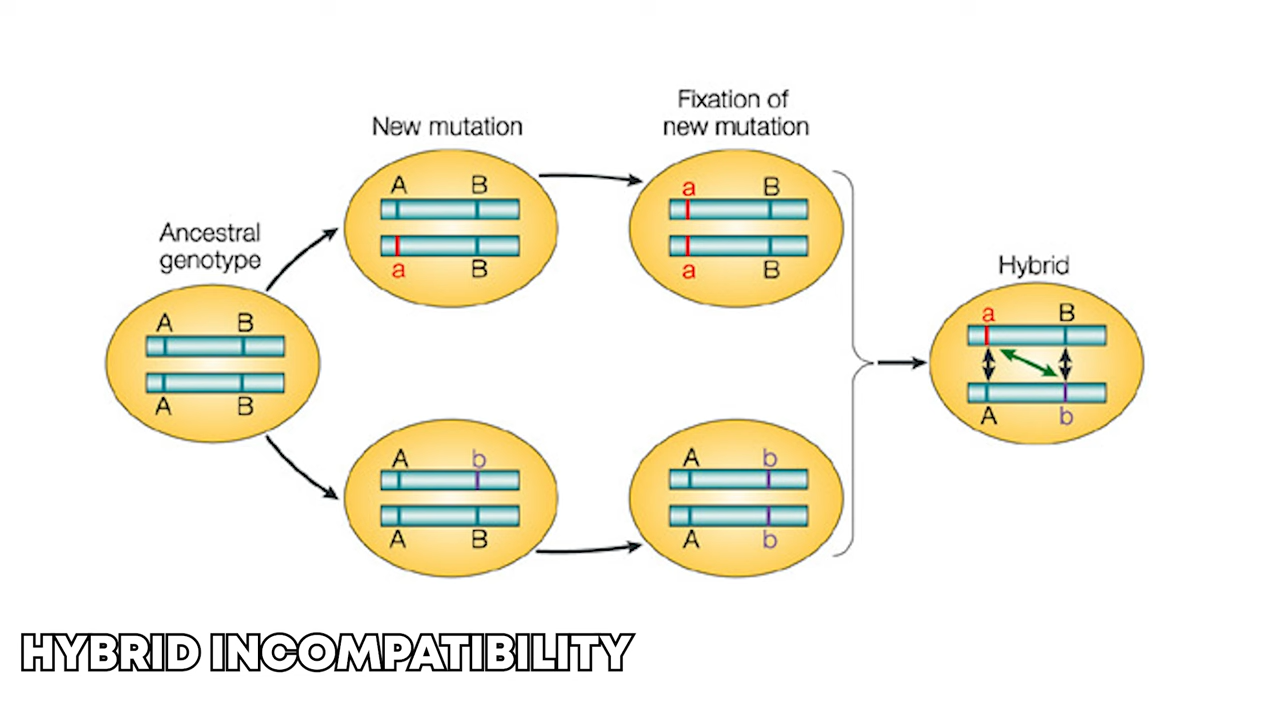 Ancestral
genotype
A B
A B
New mutation
A B
a B
Fixation of
new mutation
a B
a B
A b
A B
A b
A b
Hybrid
a B
A b
HYBRID INCOMPATIBILITY